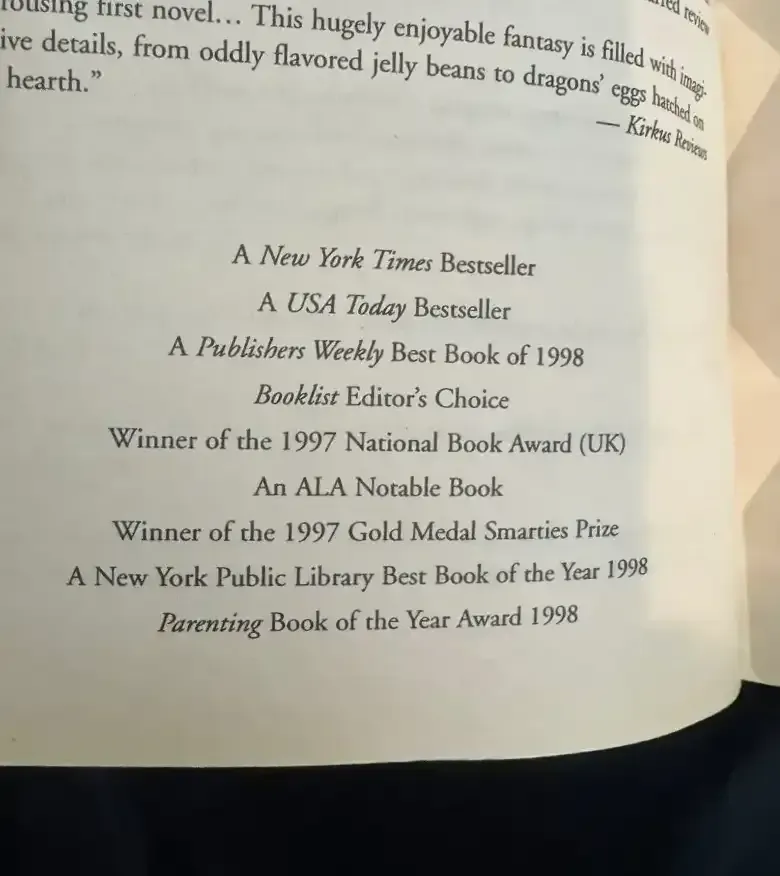 rousing first novel... This hugely enjoyable fantasy is filled with imagi-
ive details, from oddly flavored jelly beans to dragons' eggs hatched on
hearth.”
review
— Kirkus Reviews
A New York Times Bestseller
A USA Today Bestseller
A Publishers Weekly Best Book of 1998
Booklist Editor's Choice
Winner of the 1997 National Book Award (UK)
An ALA Notable Book
Winner of the 1997 Gold Medal Smarties Prize
A New York Public Library Best Book of the Year 1998
Parenting Book of the Year Award 1998